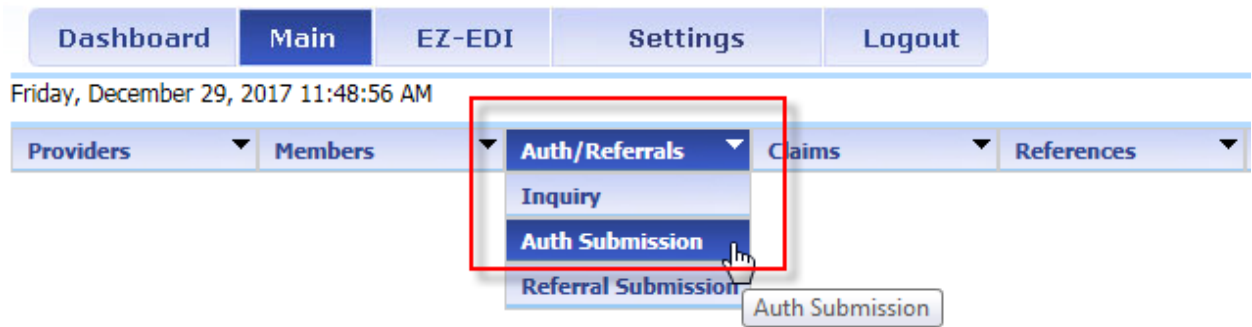 Dashboard Main EZ-EDI Settings Logout
Friday, December 29, 2017 11:48:56 AM
Providers Members Auth/Referrals Claims References
Inquiry
Auth Submission
Referral Submission
Auth Submission